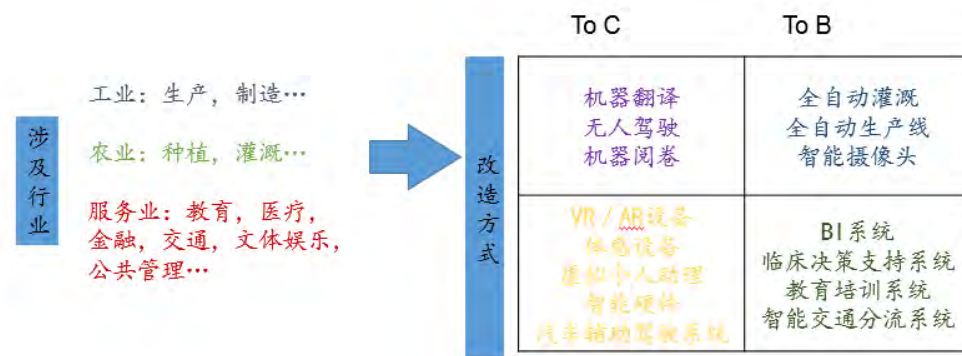 To C
To B
涉及行业
工业：生产，制造…
农业：种植，灌溉…
服务业：教育，医疗，
金融，交通，文体娱乐，
公共管理…
改造方式
机器翻译
无人驾驶
机器阅卷
全自动灌溉
全自动生产线
智能摄像头
VR/AR设备
体感设备
虚拟个人助理
智能硬件
汽车辅助驾驶系统
BI系统
临床决策支持系统
教育培训系统
智能交通分流系统